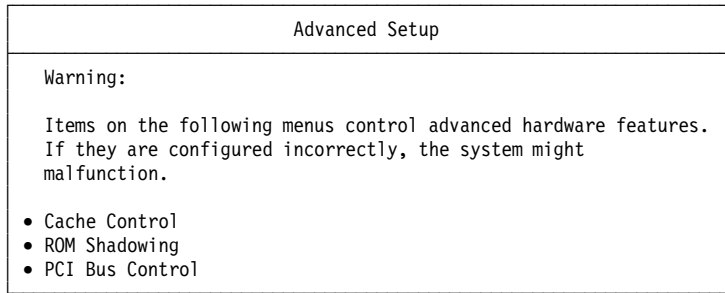 Advanced Setup
Warning:
Items on the following menus control advanced hardware features.
If they are configured incorrectly, the system might
malfunction.
• Cache Control
• ROM Shadowing
• PCI Bus Control